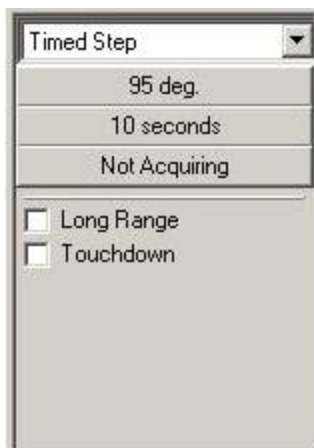 Timed Step
95 deg.
10 seconds
Not Acquiring
Long Range
Touchdown